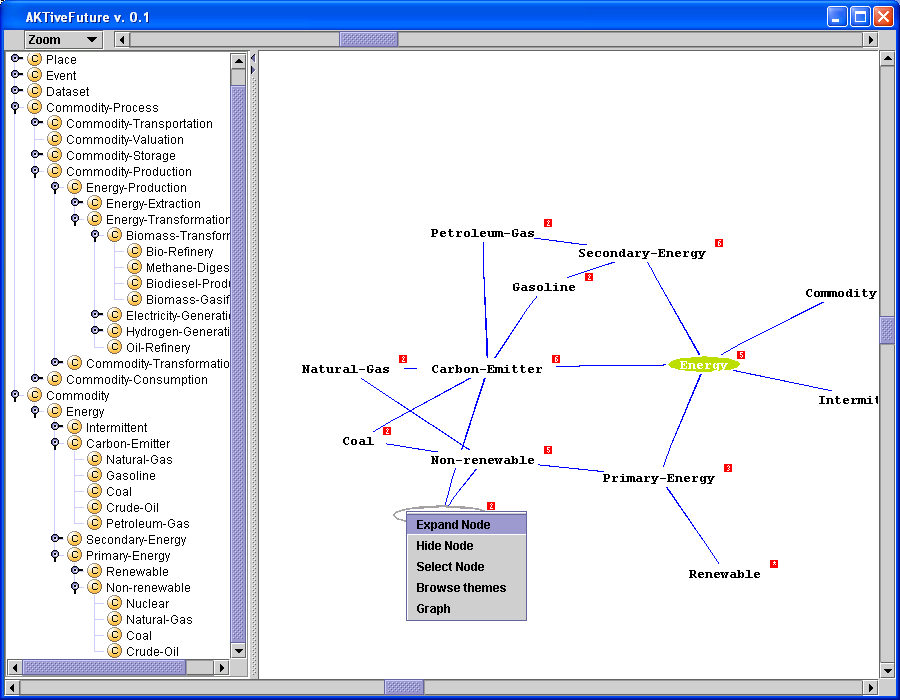 AKTiveFuture v. 0.1
Zoom
Place
Event
Dataset
Commodity-Process
Commodity-Transportation
Commodity-Valuation
Commodity-Storage
Commodity-Production
Energy-Production
Energy-Extraction
Energy-Transformation
Biomass-Transforr
Bio-Refinery
Methane-Diges
Biodiesel-Prod
Biomass-Gasif
Electricity-Generati
Hydrogen-Generati
Oil-Refinery
Commodity-Transformatio
Commodity-Consumption
Commodity
Energy
Intermittent
Carbon-Emitter
Natural-Gas
Gasoline
Coal
Crude-Oil
Petroleum-Gas
Secondary-Energy
Primary-Energy
Renewable
Non-renewable
Nuclear
Natural-Gas
Coal
Crude-Oil
2
Petroleum-Gas
6
Secondary-Energy
2
Gasoline
Commodity
2
Natural-Gas
6
Carbon-Emitter
5
Energy
Intermit
2
Coal
5
Non-renewable
3
Primary-Energy
2
*
Renewable
Expand Node
Hide Node
Select Node
Browse themes
Graph